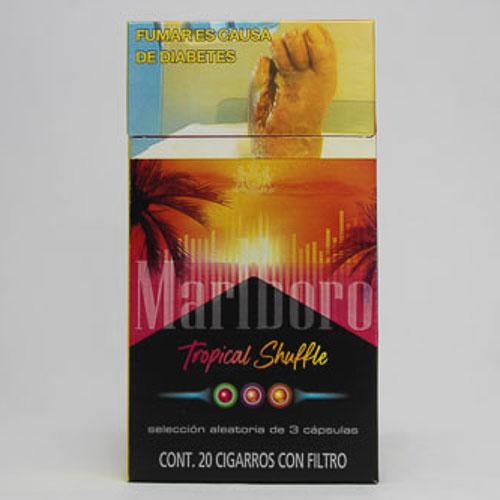 FUMAR ES CAUSA
DE DIABETES
Marlboro
Tropical Shuffle
selección aleatoria de 3 cápsulas
CONT. 20 CIGARROS CON FILTRO